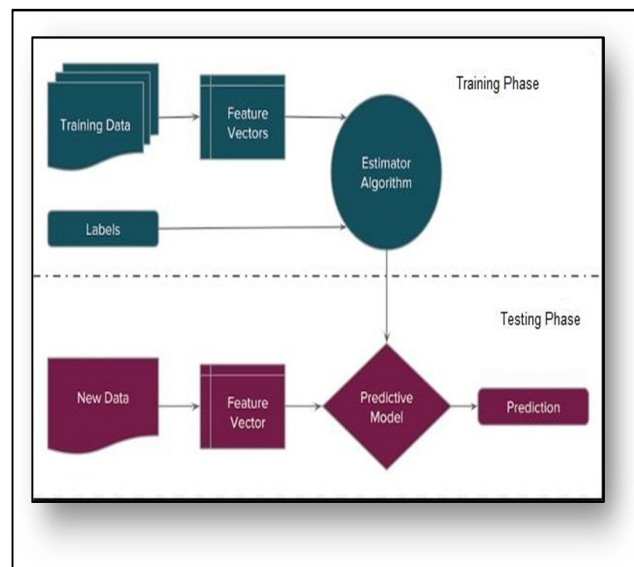 Training Phase
Training Data
Feature
Vectors
Estimator
Algorithm
Labels
Testing Phase
New Data
Feature
Vector
Predictive
Model
Prediction